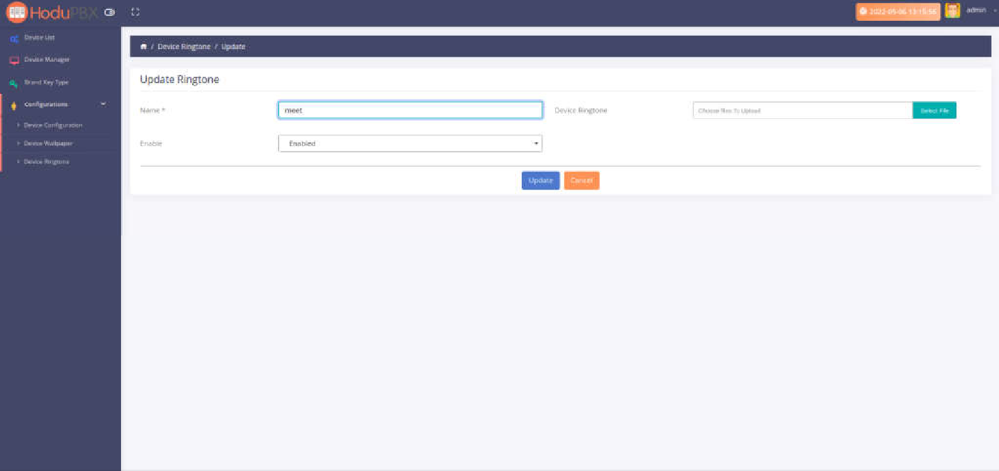 HoduPBX
2022-09-06 13:15:56
admin
Device List
Device Manager
Brand Key Type
Configurations
Device Configuration
Device Wallpaper
Device Ringtone
/ Device Ringtone / Update
Update Ringtone
Name * meet Device Ringtone Choose files To Upload Select File
Enable Enabled
Update Cancel